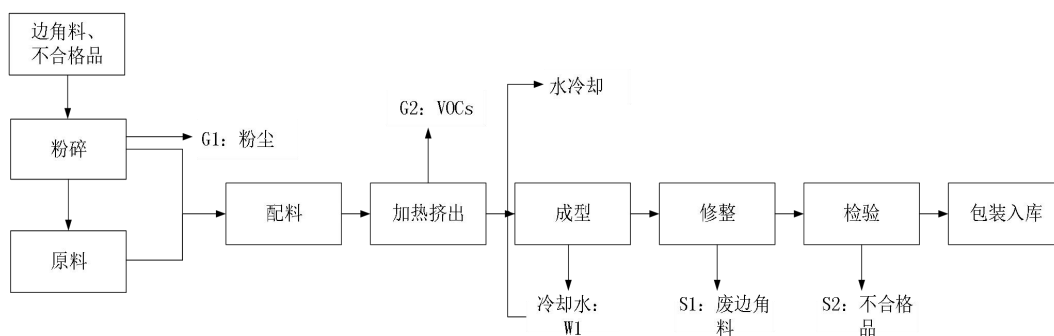 边角料、
不合格品
水冷却
G2: VOCs
粉碎
G1: 粉尘
配料
加热挤出
成型
修整
检验
包装入库
原料
冷却水:
W1
S1: 废边角
料
S2: 不合格
品